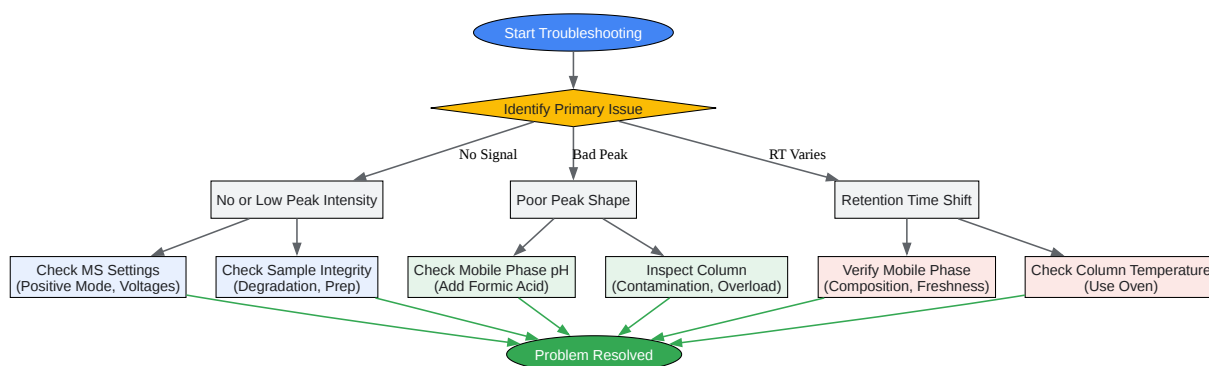 Start Troubleshooting
Identify Primary Issue
No Signal
Bad Peak
RT Varies
No or Low Peak Intensity
Poor Peak Shape
Retention Time Shift
Check MS Settings
(Positive Mode, Voltages)
Check Sample Integrity
(Degradation, Prep)
Check Mobile Phase pH
(Add Formic Acid)
Inspect Column
(Contamination, Overload)
Verify Mobile Phase
(Composition, Freshness)
Check Column Temperature
(Use Oven)
Problem Resolved